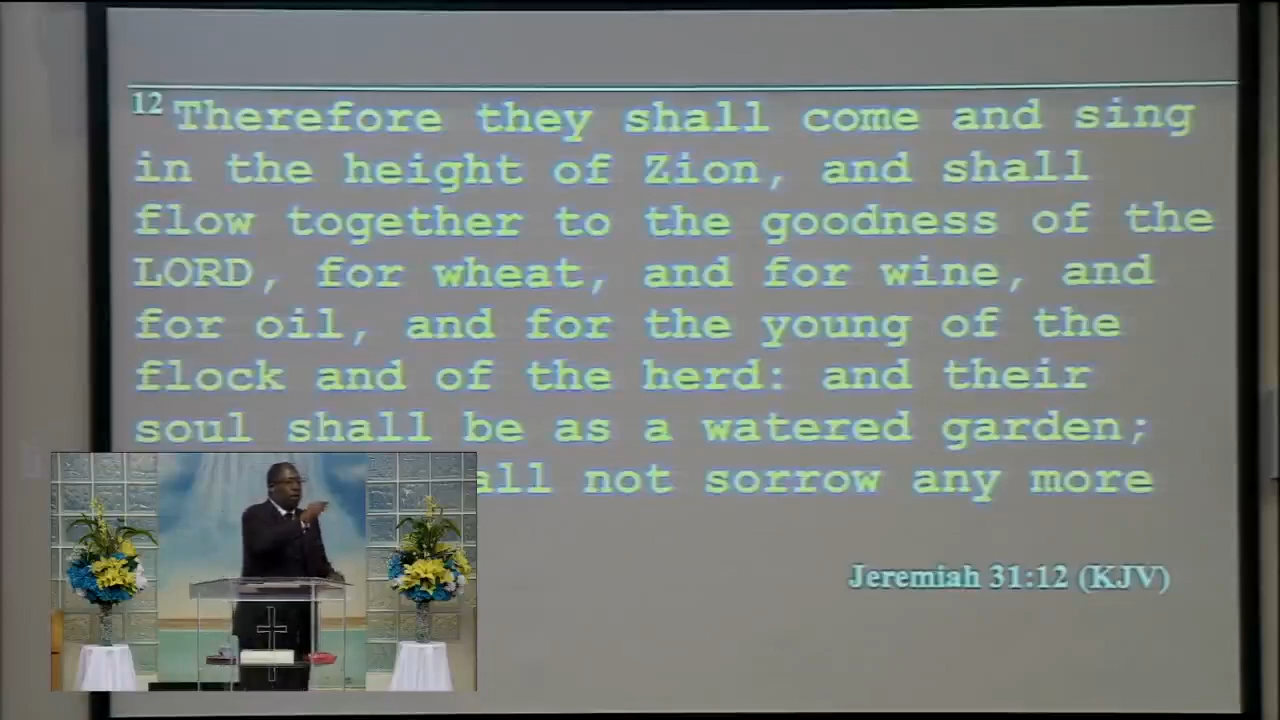 12 Therefore they shall come and sing
in the height of Zion, and shall
flow together to the goodness of the
LORD, for wheat, and for wine, and
for oil, and for the young of the
flock and of the herd: and their
soul shall be as a watered garden;
all not sorrow any more
Jeremiah 31:12 (KJV)